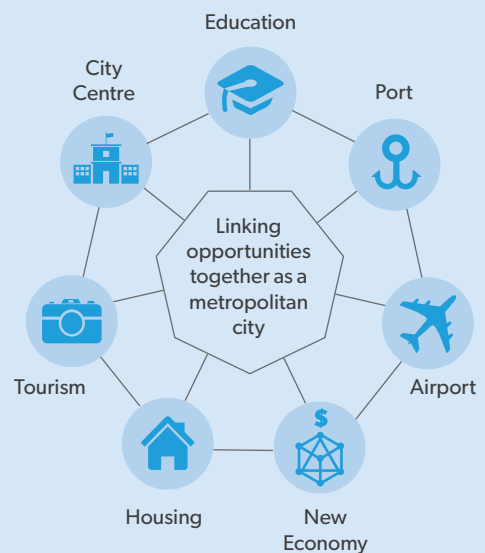 Education
City
Centre
Port
Linking
opportunities
together as a
metropolitan
city
Tourism
Airport
$
Housing
New
Economy